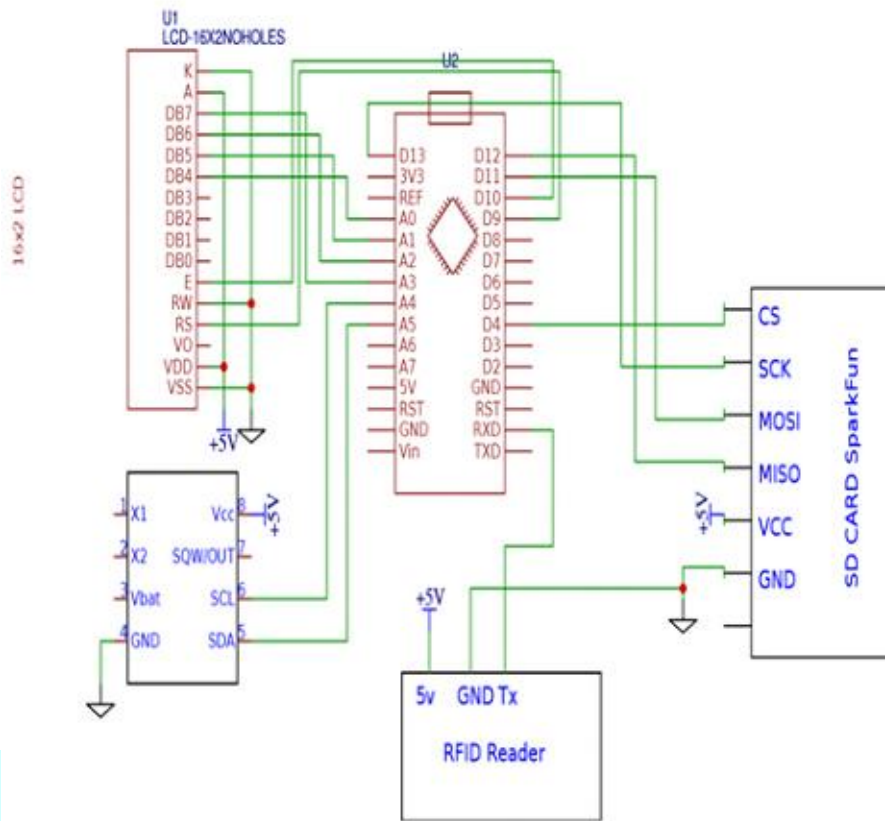 U1
LCD-16X2NOHOLES
K
A
DB7
DB6
DB5
DB4
DB3
DB2
DB1
DB0
E
RW
RS
VO
VDD
VSS
+5V
16x2 LCD
U2
D13
3V3
REF
A0
A1
A2
A3
A4
A5
A6
A7
5V
RST
GND
Vin
D12
D11
D10
D9
D8
D7
D6
D5
D4
D3
D2
GND
RST
RXD
TXD
CS
SCK
MOSI
MISO
VCC
GND
+5V
SD CARD SparkFun
1 X1
2 X2
3 Vbat
4 GND
Vcc 8
SQW/OUT 7
SCL 6
SDA 5
+5V
+5V
5v GND Tx
RFID Reader